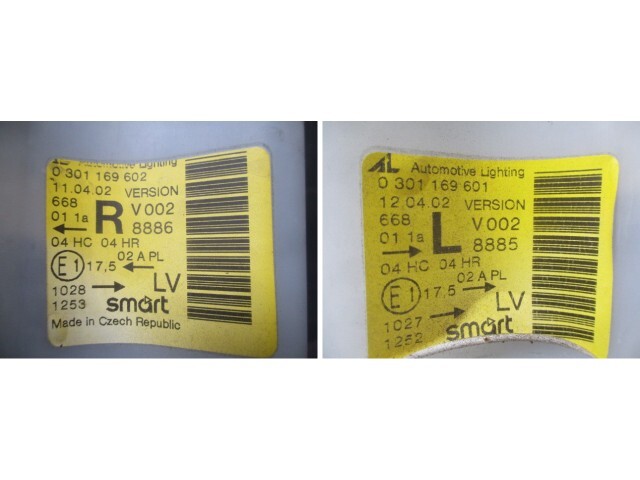 AL Automotive Lighting
0 301 169 602
11.04.02 VERSION
668 R V002
01 1a 8886
04 HC 04 HR
E1 17,5 02 A PL
1028 LV
1253 smart
Made in Czech Republic
AL Automotive Lighting
0 301 169 601
12.04.02 VERSION
668 L V002
01 1a 8885
04 HC 04 HR
E1 17,5 02 A PL
1027 LV
1252 smart